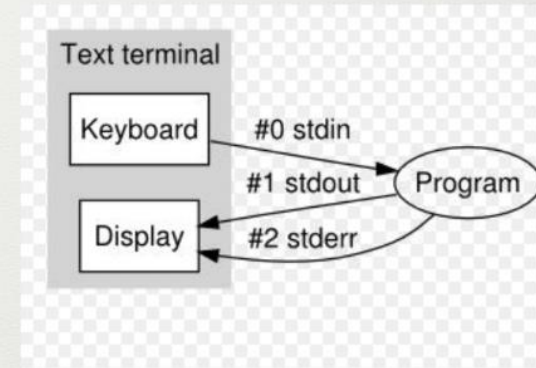 Text terminal
Keyboard
#0 stdin
#1 stdout
Program
Display
#2 stderr